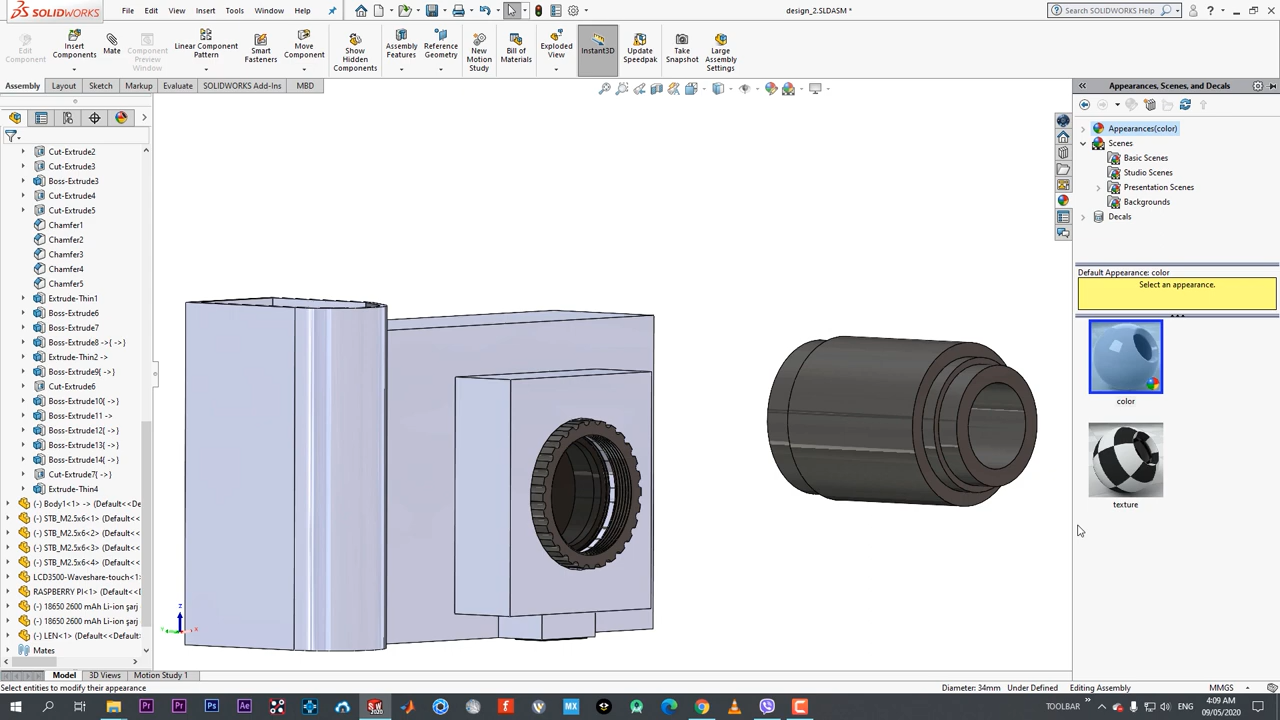 SOLIDWORKS
File
Edit
View
Insert
Tools
Window
Help
design_2.SLDASM *
Search SOLIDWORKS Help
Edit Component
Insert Components
Mate
Component Preview Window
Linear Component Pattern
Smart Fasteners
Move Component
Show Hidden Components
Assembly Features
Reference Geometry
New Motion Study
Bill of Materials
Exploded View
Instant3D
Update Speedpak
Take Snapshot
Large Assembly Settings
Assembly
Layout
Sketch
Markup
Evaluate
SOLIDWORKS Add-Ins
MBD
Cut-Extrude2
Cut-Extrude3
Boss-Extrude3
Cut-Extrude4
Cut-Extrude5
Chamfer1
Chamfer2
Chamfer3
Chamfer4
Chamfer5
Extrude-Thin1
Boss-Extrude6
Boss-Extrude7
Boss-Extrude8 ->{ ->}
Extrude-Thin2 ->
Boss-Extrude9{ ->}
Cut-Extrude6
Boss-Extrude10{ ->}
Boss-Extrude11 ->
Boss-Extrude12{ ->}
Boss-Extrude13{ ->}
Boss-Extrude14{ ->}
Cut-Extrude7{ ->}
Extrude-Thin4
(-) Body1<1> -> (Default<<Def
(-) STB_M2.5x6<1> (Default<<
(-) STB_M2.5x6<2> (Default<<
(-) STB_M2.5x6<3> (Default<<
(-) STB_M2.5x6<4> (Default<<
LCD3500-Waveshare-touch<1>
RASPBERRY PI<1> (Default<<D
(-) 18650 2600 mAh Li-ion şarj
(-) 18650 2600 mAh Li-ion şarj
(-) LEN<1> (Default<<Default>
Mates
Z
X
Y
Appearances, Scenes, and Decals
Appearances(color)
Scenes
Basic Scenes
Studio Scenes
Presentation Scenes
Backgrounds
Decals
Default Appearance: color
Select an appearance.
color
texture
Model
3D Views
Motion Study 1
Select entities to modify their appearance
Diameter: 34mm
Under Defined
Editing Assembly
MMGS
Pr
Pr
Ps
Ae
SW
2020
MX
TOOLBAR
ENG
4:09 AM
09/05/2020